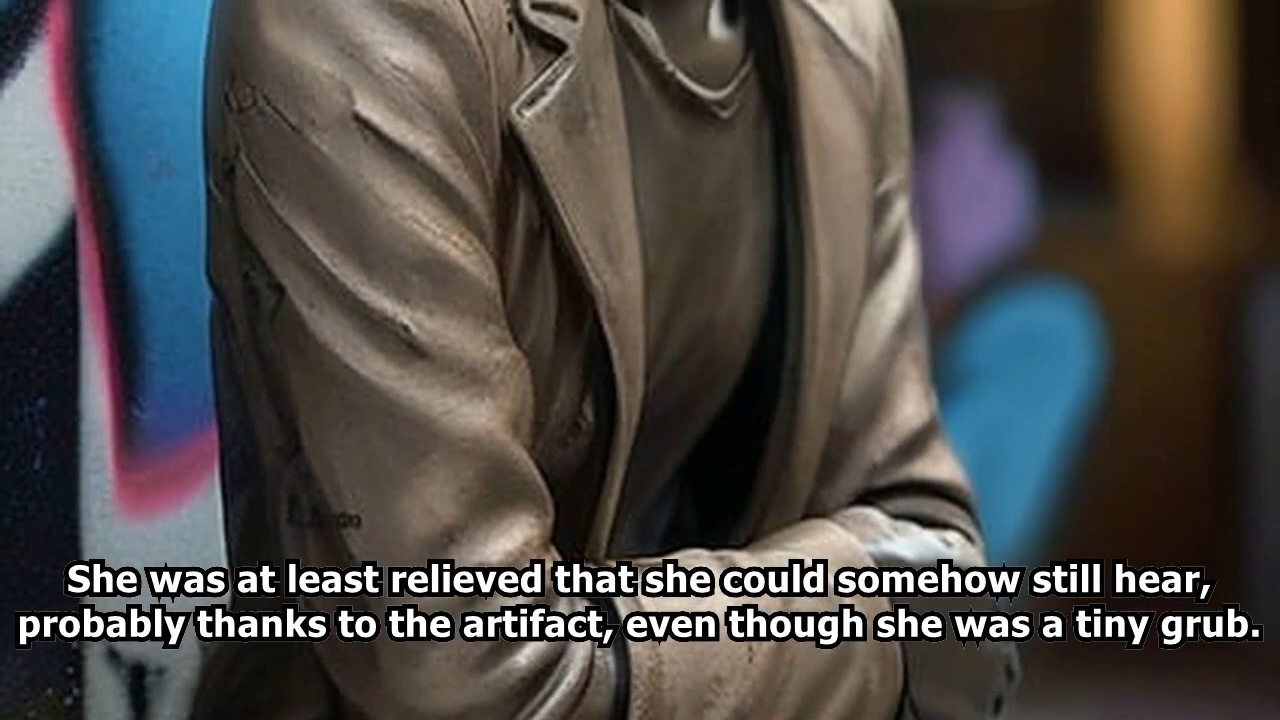 She was at least relieved that she could somehow still hear,
probably thanks to the artifact, even though she was a tiny grub.